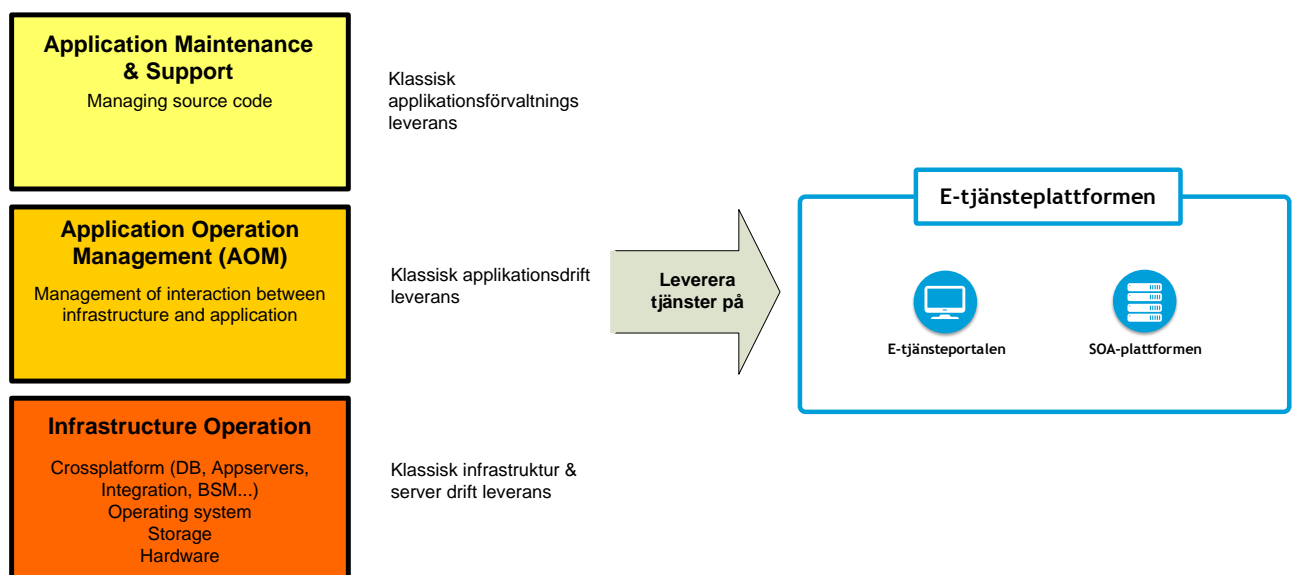 Application Maintenance
& Support
Managing source code
Klassisk
applikationsförvaltnings
leverans
Application Operation
Management (AOM)
Management of interaction between
infrastructure and application
Klassisk applikationsdrift
leverans
Infrastructure Operation
Crossplatform (DB, Appservers,
Integration, BSM...)
Operating system
Storage
Hardware
Klassisk infrastruktur &
server drift leverans
Leverera
tjänster på
E-tjänsteplattformen
E-tjänsteportalen
SOA-plattformen